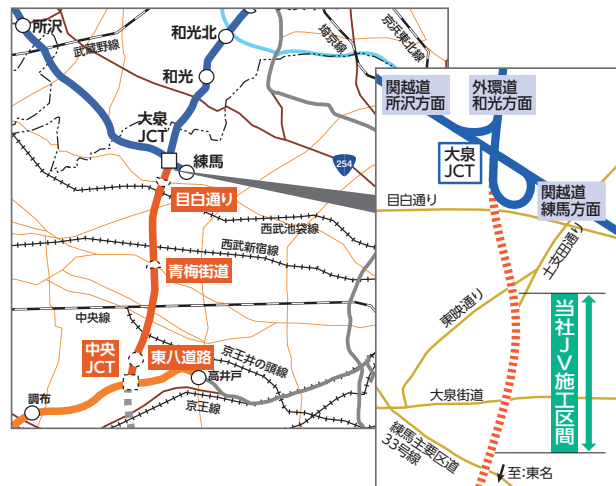 所沢
武蔵野線
和光北
埼京線
京浜東北線
和光
大泉
JCT
練馬
254
目白通り
西武池袋線
西武新宿線
青梅街道
中央線
中央
JCT
東八道路
京王井の頭線
高井戸
調布
京王線
関越道
所沢方面
外環道
和光方面
大泉
JCT
関越道
練馬方面
目白通り
土支田通り
東映通り
当社JV施工区間
大泉街道
練馬主要区道
33号線
至:東名